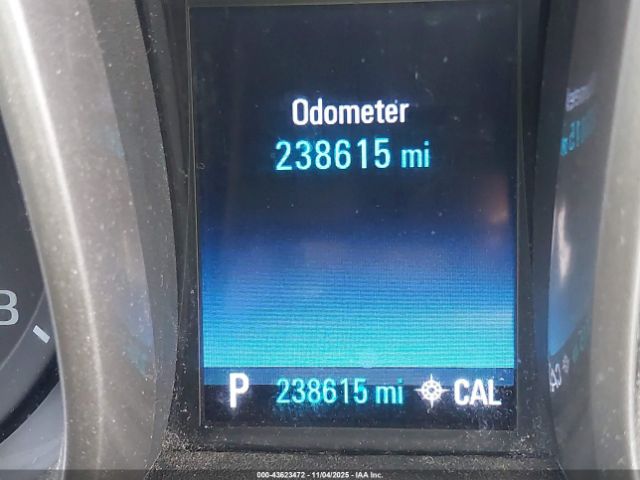 Odometer
238615 mi
B
P 238615 mi CAL
000-43623472 - 11/04/2025 - IAA Inc.